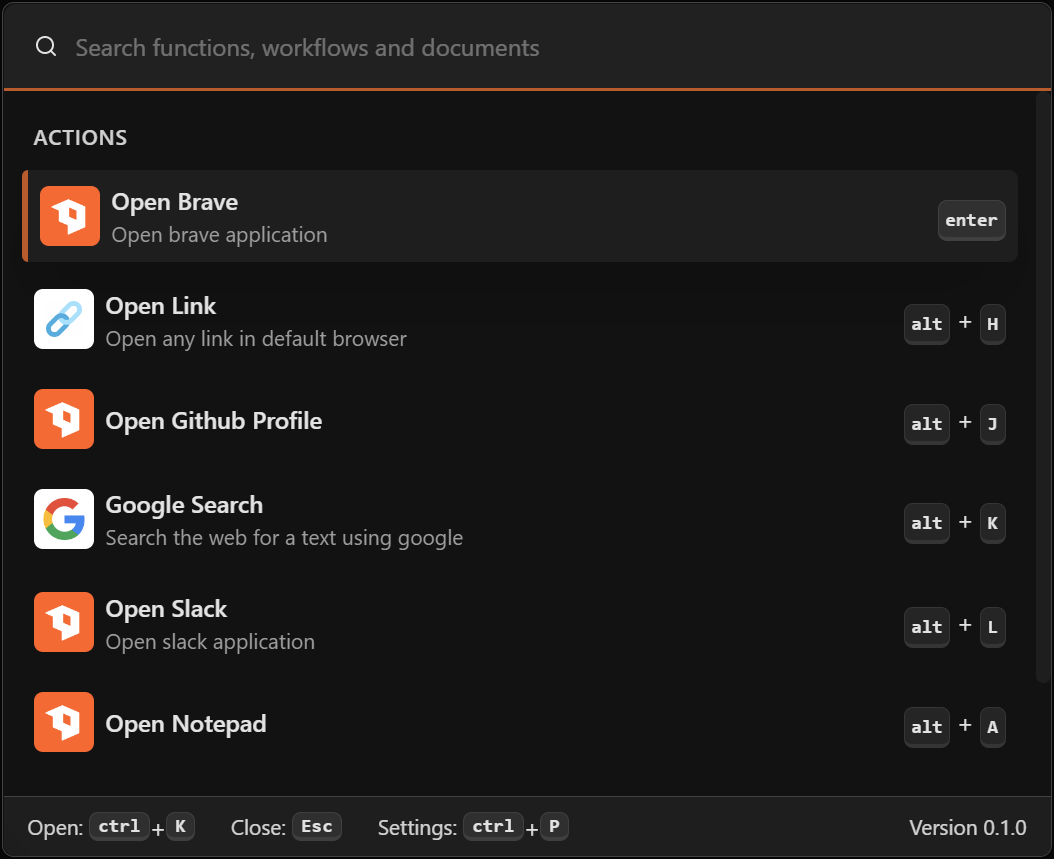 Search functions, workflows and documents
ACTIONS
Open Brave
Open brave application
enter
Open Link
Open any link in default browser
alt + H
Open Github Profile
alt + J
Google Search
Search the web for a text using google
alt + K
Open Slack
Open slack application
alt + L
Open Notepad
alt + A
Open: ctrl + K Close: Esc Settings: ctrl + P Version 0.1.0